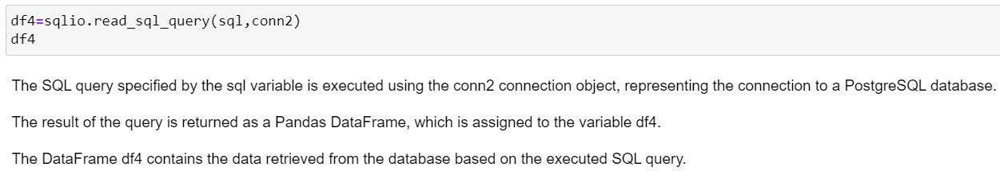 df4=sqlio.read_sql_query(sql,conn2)
df4
The SQL query specified by the sql variable is executed using the conn2 connection object, representing the connection to a PostgreSQL database.
The result of the query is returned as a Pandas DataFrame, which is assigned to the variable df4.
The DataFrame df4 contains the data retrieved from the database based on the executed SQL query.